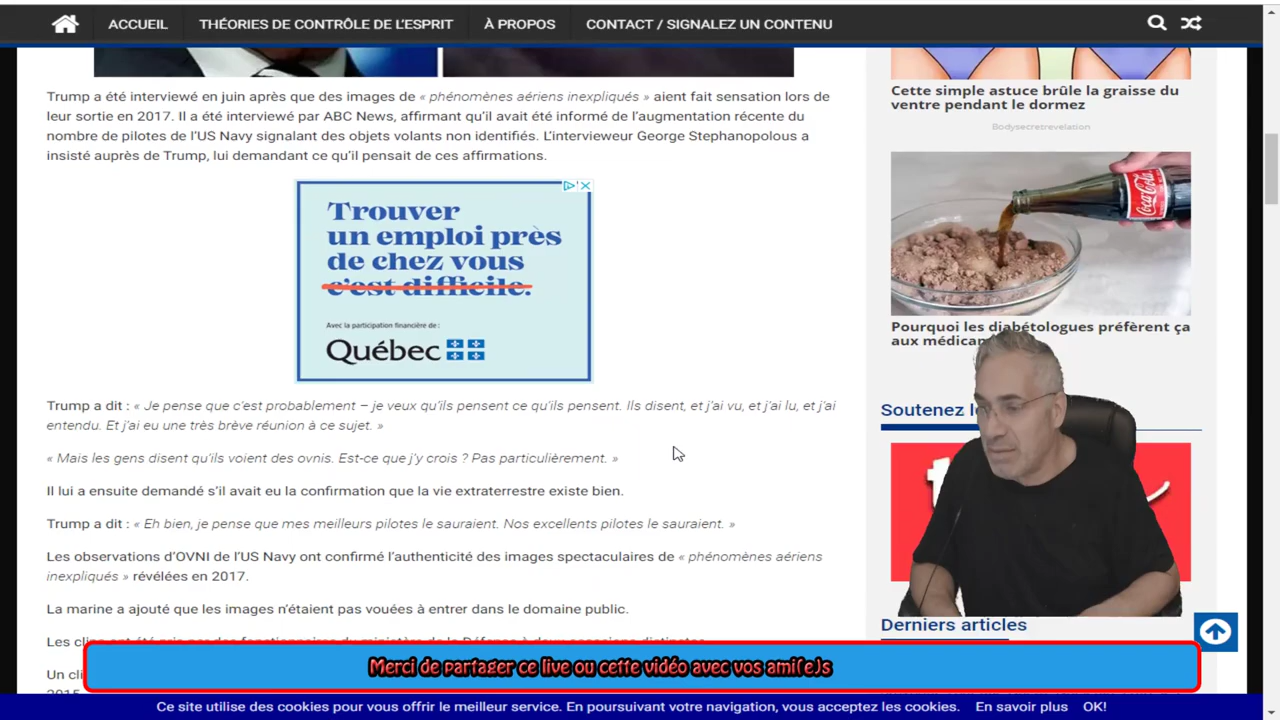 ACCUEIL THÉORIES DE CONTRÔLE DE L'ESPRIT À PROPOS CONTACT / SIGNALEZ UN CONTENU
Trump a été interviewé en juin après que des images de « phénomènes aériens inexpliqués » aient fait sensation lors de
leur sortie en 2017. Il a été interviewé par ABC News, affirmant qu'il avait été informé de l'augmentation récente du
nombre de pilotes de l'US Navy signalant des objets volants non identifiés. L'intervieweur George Stephanopolous a
insisté auprès de Trump, lui demandant ce qu'il pensait de ces affirmations.
Trouver
un emploi près
de chez vous
c'est difficile.
Avec la participation financière de :
Québec
Trump a dit : « Je pense que c'est probablement – je veux qu'ils pensent ce qu'ils pensent. Ils disent, et j'ai vu, et j'ai lu, et j'ai
entendu. Et j'ai eu une très brève réunion à ce sujet. »
« Mais les gens disent qu'ils voient des ovnis. Est-ce que j'y crois ? Pas particulièrement. »
Il lui a ensuite demandé s'il avait eu la confirmation que la vie extraterrestre existe bien.
Trump a dit : « Eh bien, je pense que mes meilleurs pilotes le sauraient. Nos excellents pilotes le sauraient. »
Les observations d'OVNI de l'US Navy ont confirmé l'authenticité des images spectaculaires de « phénomènes aériens
inexpliqués » révélées en 2017.
La marine a ajouté que les images n'étaient pas vouées à entrer dans le domaine public.
Un
Cette simple astuce brûle la graisse du
ventre pendant le dormez
Bodysecretrevelation
Coca-Cola
Pourquoi les diabétologues préfèrent ça
aux
Soutenez
Derniers articles
Merci de partager ce live ou cette vidéo avec vos ami(e)s
Ce site utilise des cookies pour vous offrir le meilleur service. En poursuivant votre navigation, vous acceptez les cookies. En savoir plus OK!